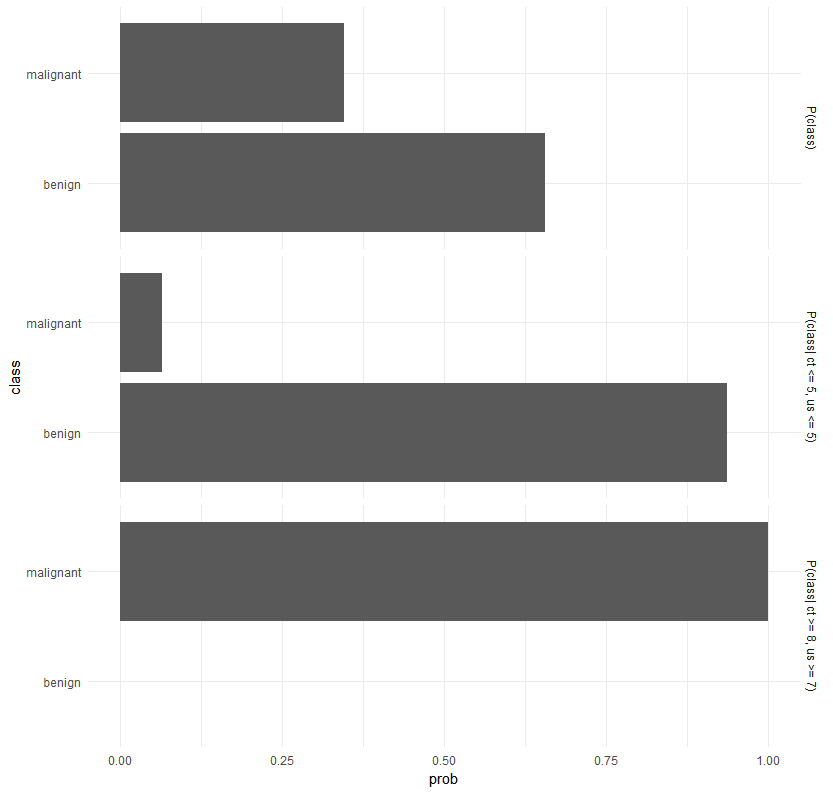 malignant
benign
P(class)
malignant
benign
P(class| ct <= 5, us <= 5)
class
malignant
benign
P(class| ct >= 8, us >= 7)
0.00
0.25
0.50
0.75
1.00
prob